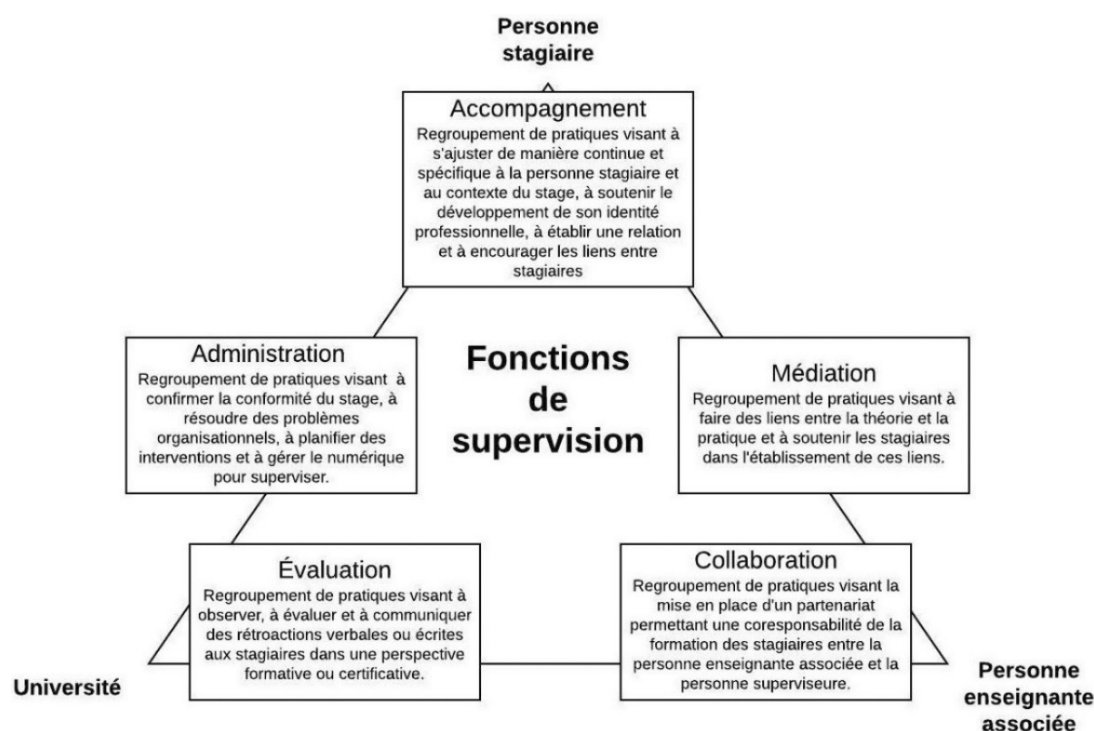 Personne
stagiaire
Accompagnement
Regroupement de pratiques visant à
s'ajuster de manière continue et
spécifique à la personne stagiaire et
au contexte du stage, à soutenir le
développement de son identité
professionnelle, à établir une relation
et à encourager les liens entre
stagiaires
Administration
Regroupement de pratiques visant à
confirmer la conformité du stage, à
résoudre des problèmes
organisationnels, à planifier des
interventions et à gérer le numérique
pour superviser.
Fonctions
de
supervision
Médiation
Regroupement de pratiques visant à
faire des liens entre la théorie et la
pratique et à soutenir les stagiaires
dans l'établissement de ces liens.
Évaluation
Regroupement de pratiques visant à
observer, à évaluer et à communiquer
des rétroactions verbales ou écrites
aux stagiaires dans une perspective
formative ou certificative.
Collaboration
Regroupement de pratiques visant la
mise en place d'un partenariat
permettant une coresponsabilité de la
formation des stagiaires entre la
personne enseignante associée et la
personne superviseure.
Université
Personne
enseignante
associée